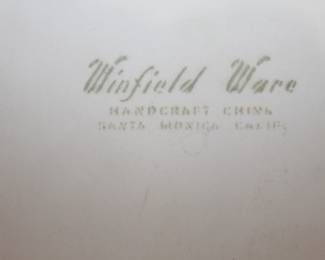 Winfield Ware
HANDCRAFT CHINA
SANTA MONICA CALIF.